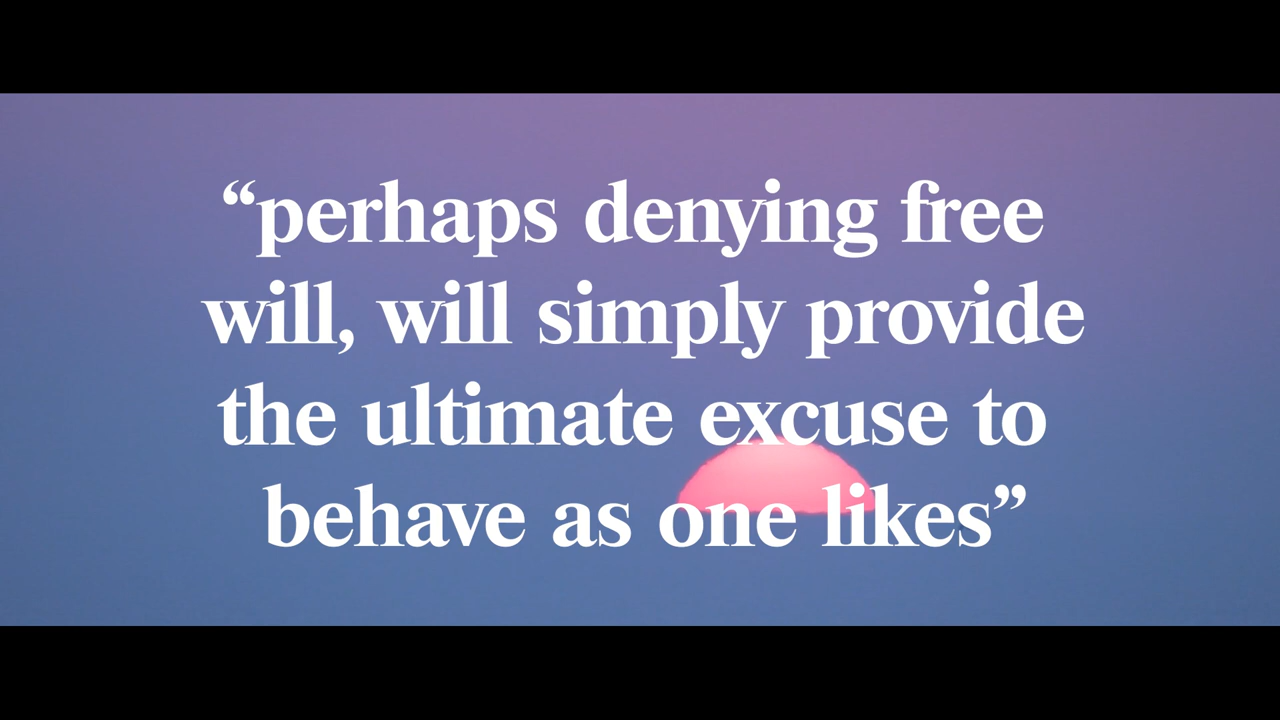 “perhaps denying free
will, will simply provide
the ultimate excuse to
behave as one likes”